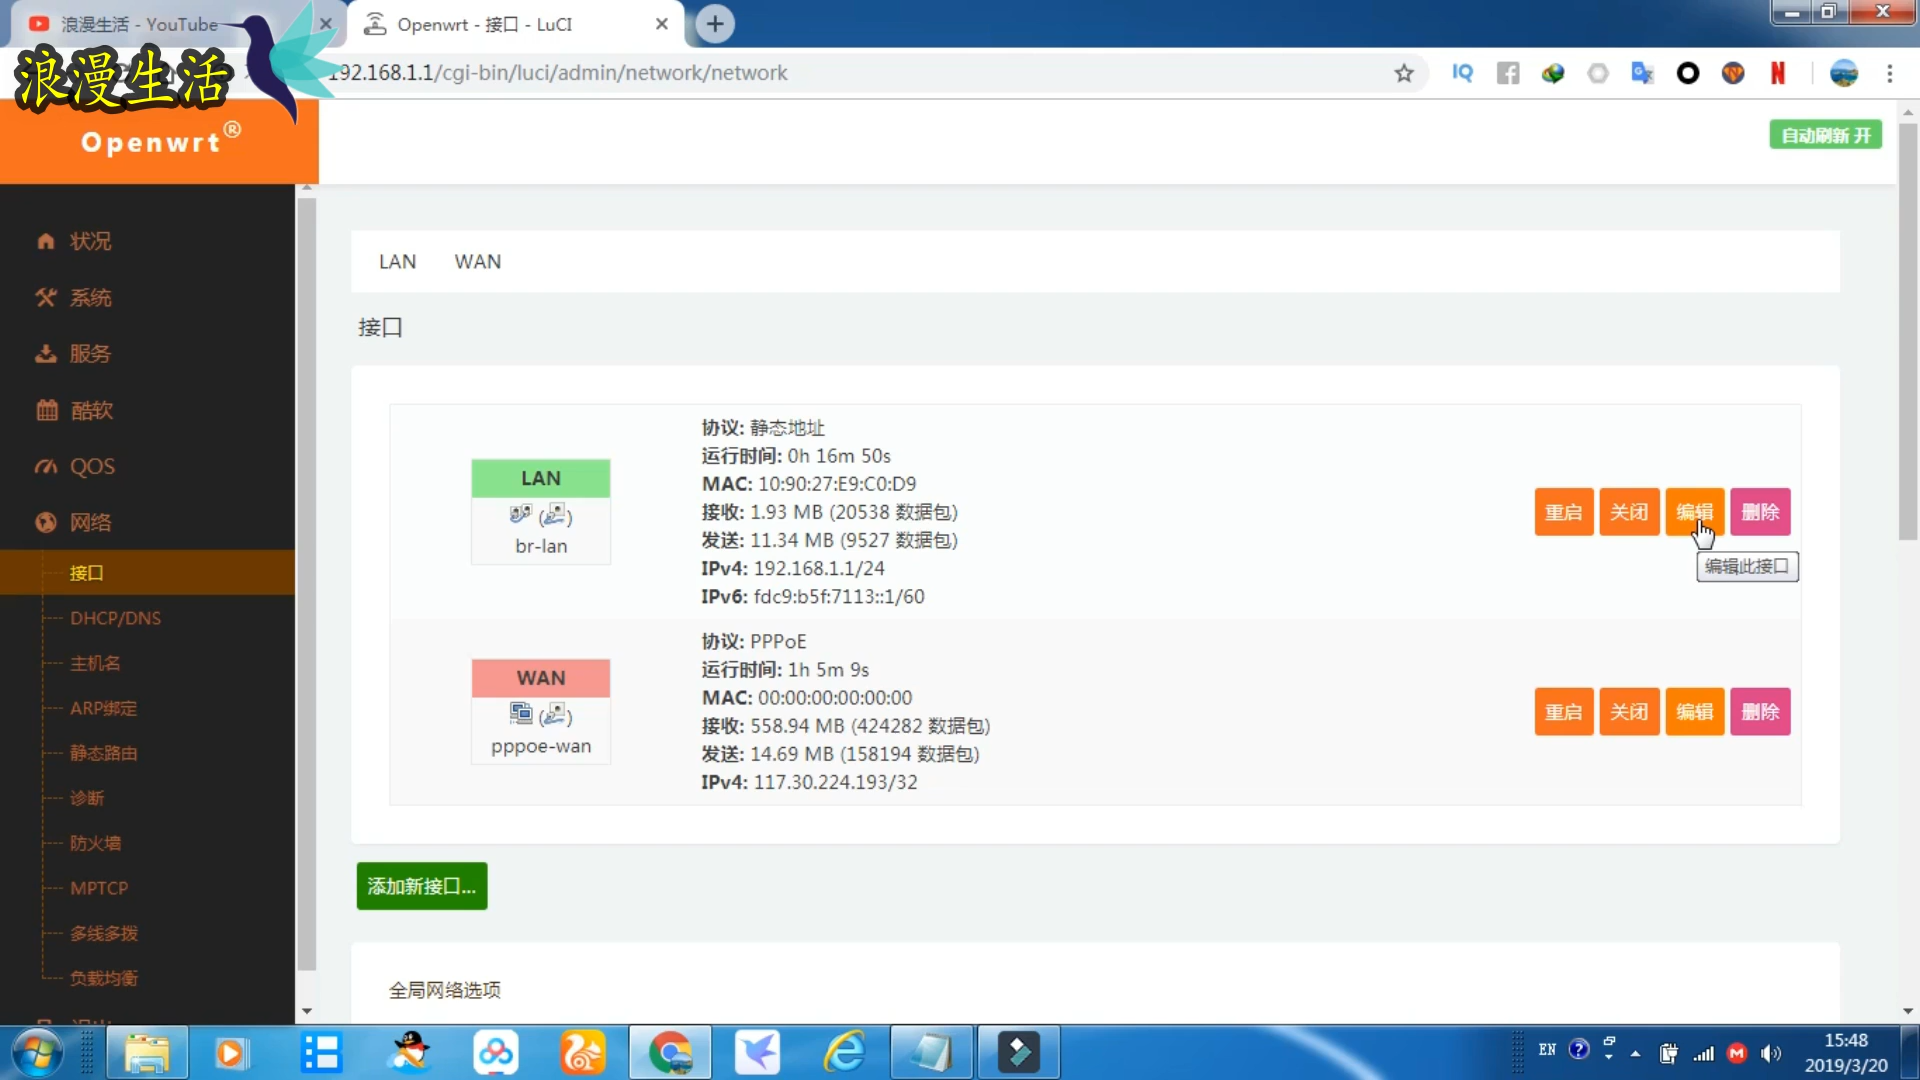 浪漫生活 - YouTube
Openwrt - 接口 - LuCI
192.168.1.1/cgi-bin/luci/admin/network/network
IQ
浪漫生活
Openwrt®
自动刷新 开
状况
系统
服务
酷软
QOS
网络
接口
DHCP/DNS
主机名
ARP绑定
静态路由
诊断
防火墙
MPTCP
多线多拨
负载均衡
LAN
WAN
接口
LAN
br-lan
协议: 静态地址
运行时间: 0h 16m 50s
MAC: 10:90:27:E9:C0:D9
接收: 1.93 MB (20538 数据包)
发送: 11.34 MB (9527 数据包)
IPv4: 192.168.1.1/24
IPv6: fdc9:b5f:7113::1/60
重启
关闭
编辑
删除
编辑此接口
WAN
pppoe-wan
协议: PPPoE
运行时间: 1h 5m 9s
MAC: 00:00:00:00:00:00
接收: 558.94 MB (424282 数据包)
发送: 14.69 MB (158194 数据包)
IPv4: 117.30.224.193/32
重启
关闭
编辑
删除
添加新接口...
全局网络选项
EN
15:48
2019/3/20